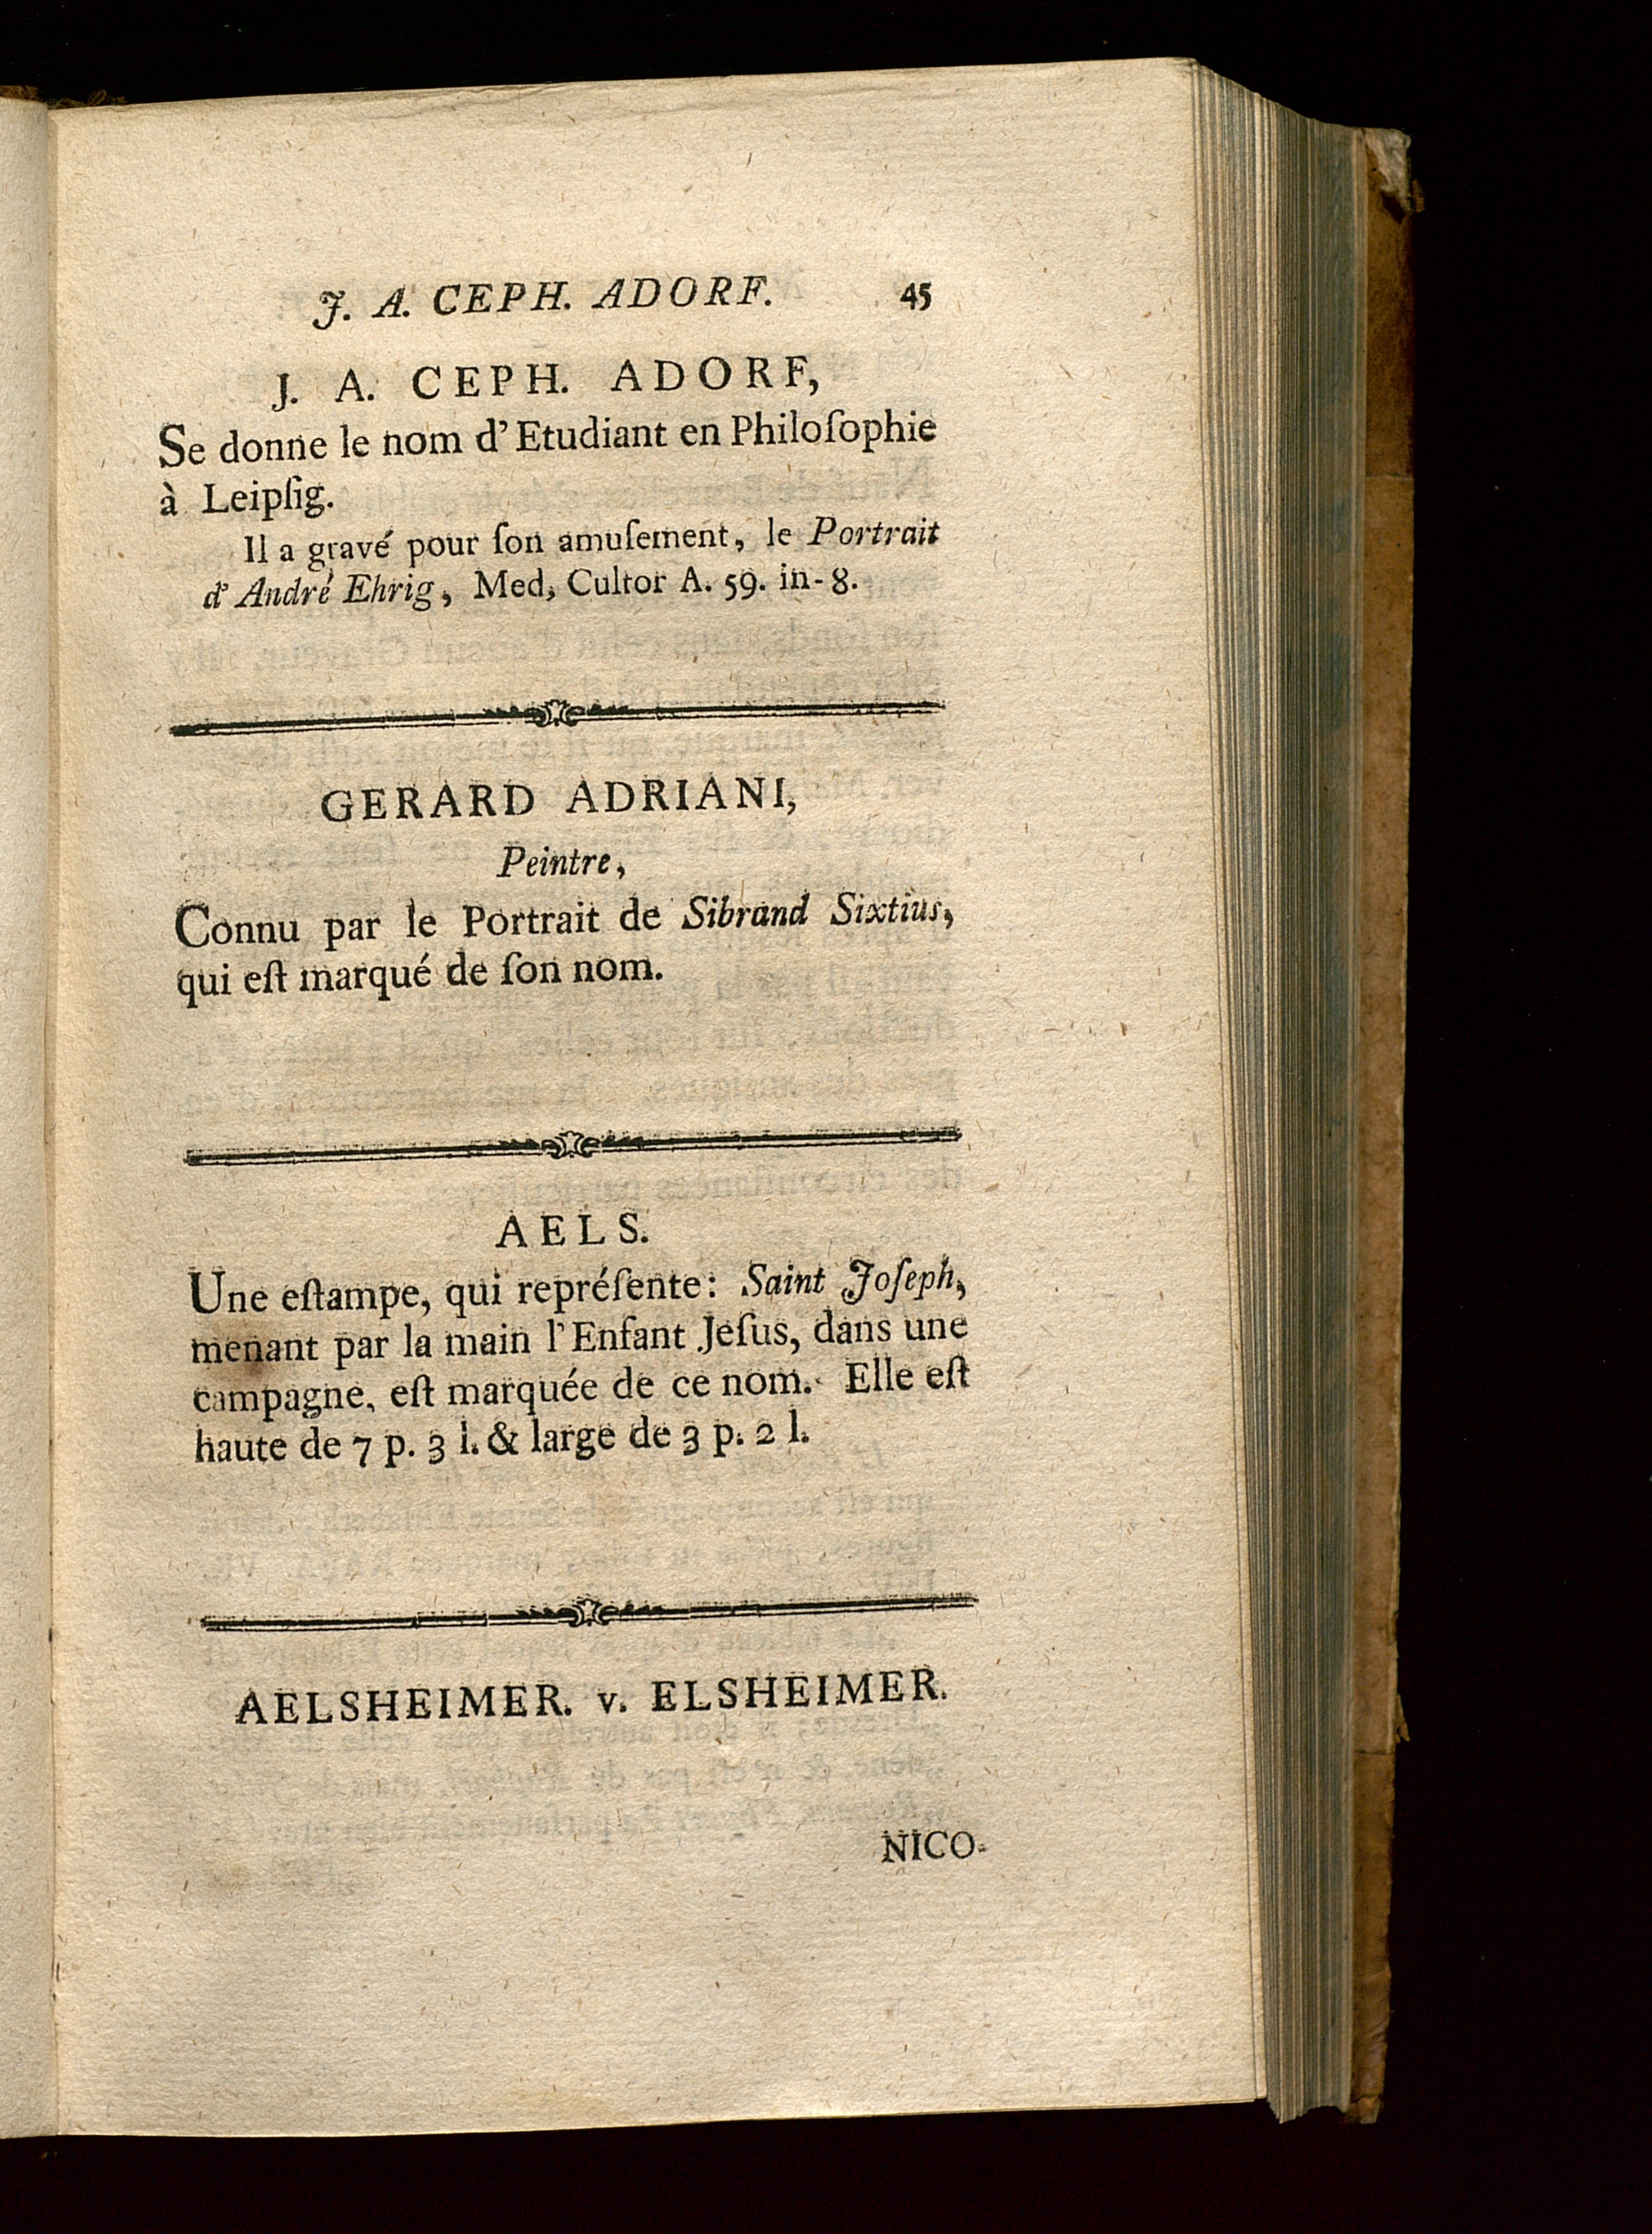 J. A. CEPH. ADORF. 45
J. A. CEPH. ADORF,
Se donne le nom d'Etudiant en Philoſophie
à Leipſig.
Il a gravé pour ſon amuſement, le Portrait
d'André Ehrig, Med, Cultor A. 59. in-8.
GERARD ADRIANI,
Peintre,
Connu par le Portrait de Sibrand Sixtius,
qui eſt marqué de ſon nom.
AELS.
Une eſtampe, qui repréſente: Saint Joſeph,
menant par la main l'Enfant Jeſus, dans une
campagne, eſt marquée de ce nom. Elle eſt
haute de 7 p. 3 l. & large de 3 p. 2 l.
AELSHEIMER. v. ELSHEIMER.
NICO-